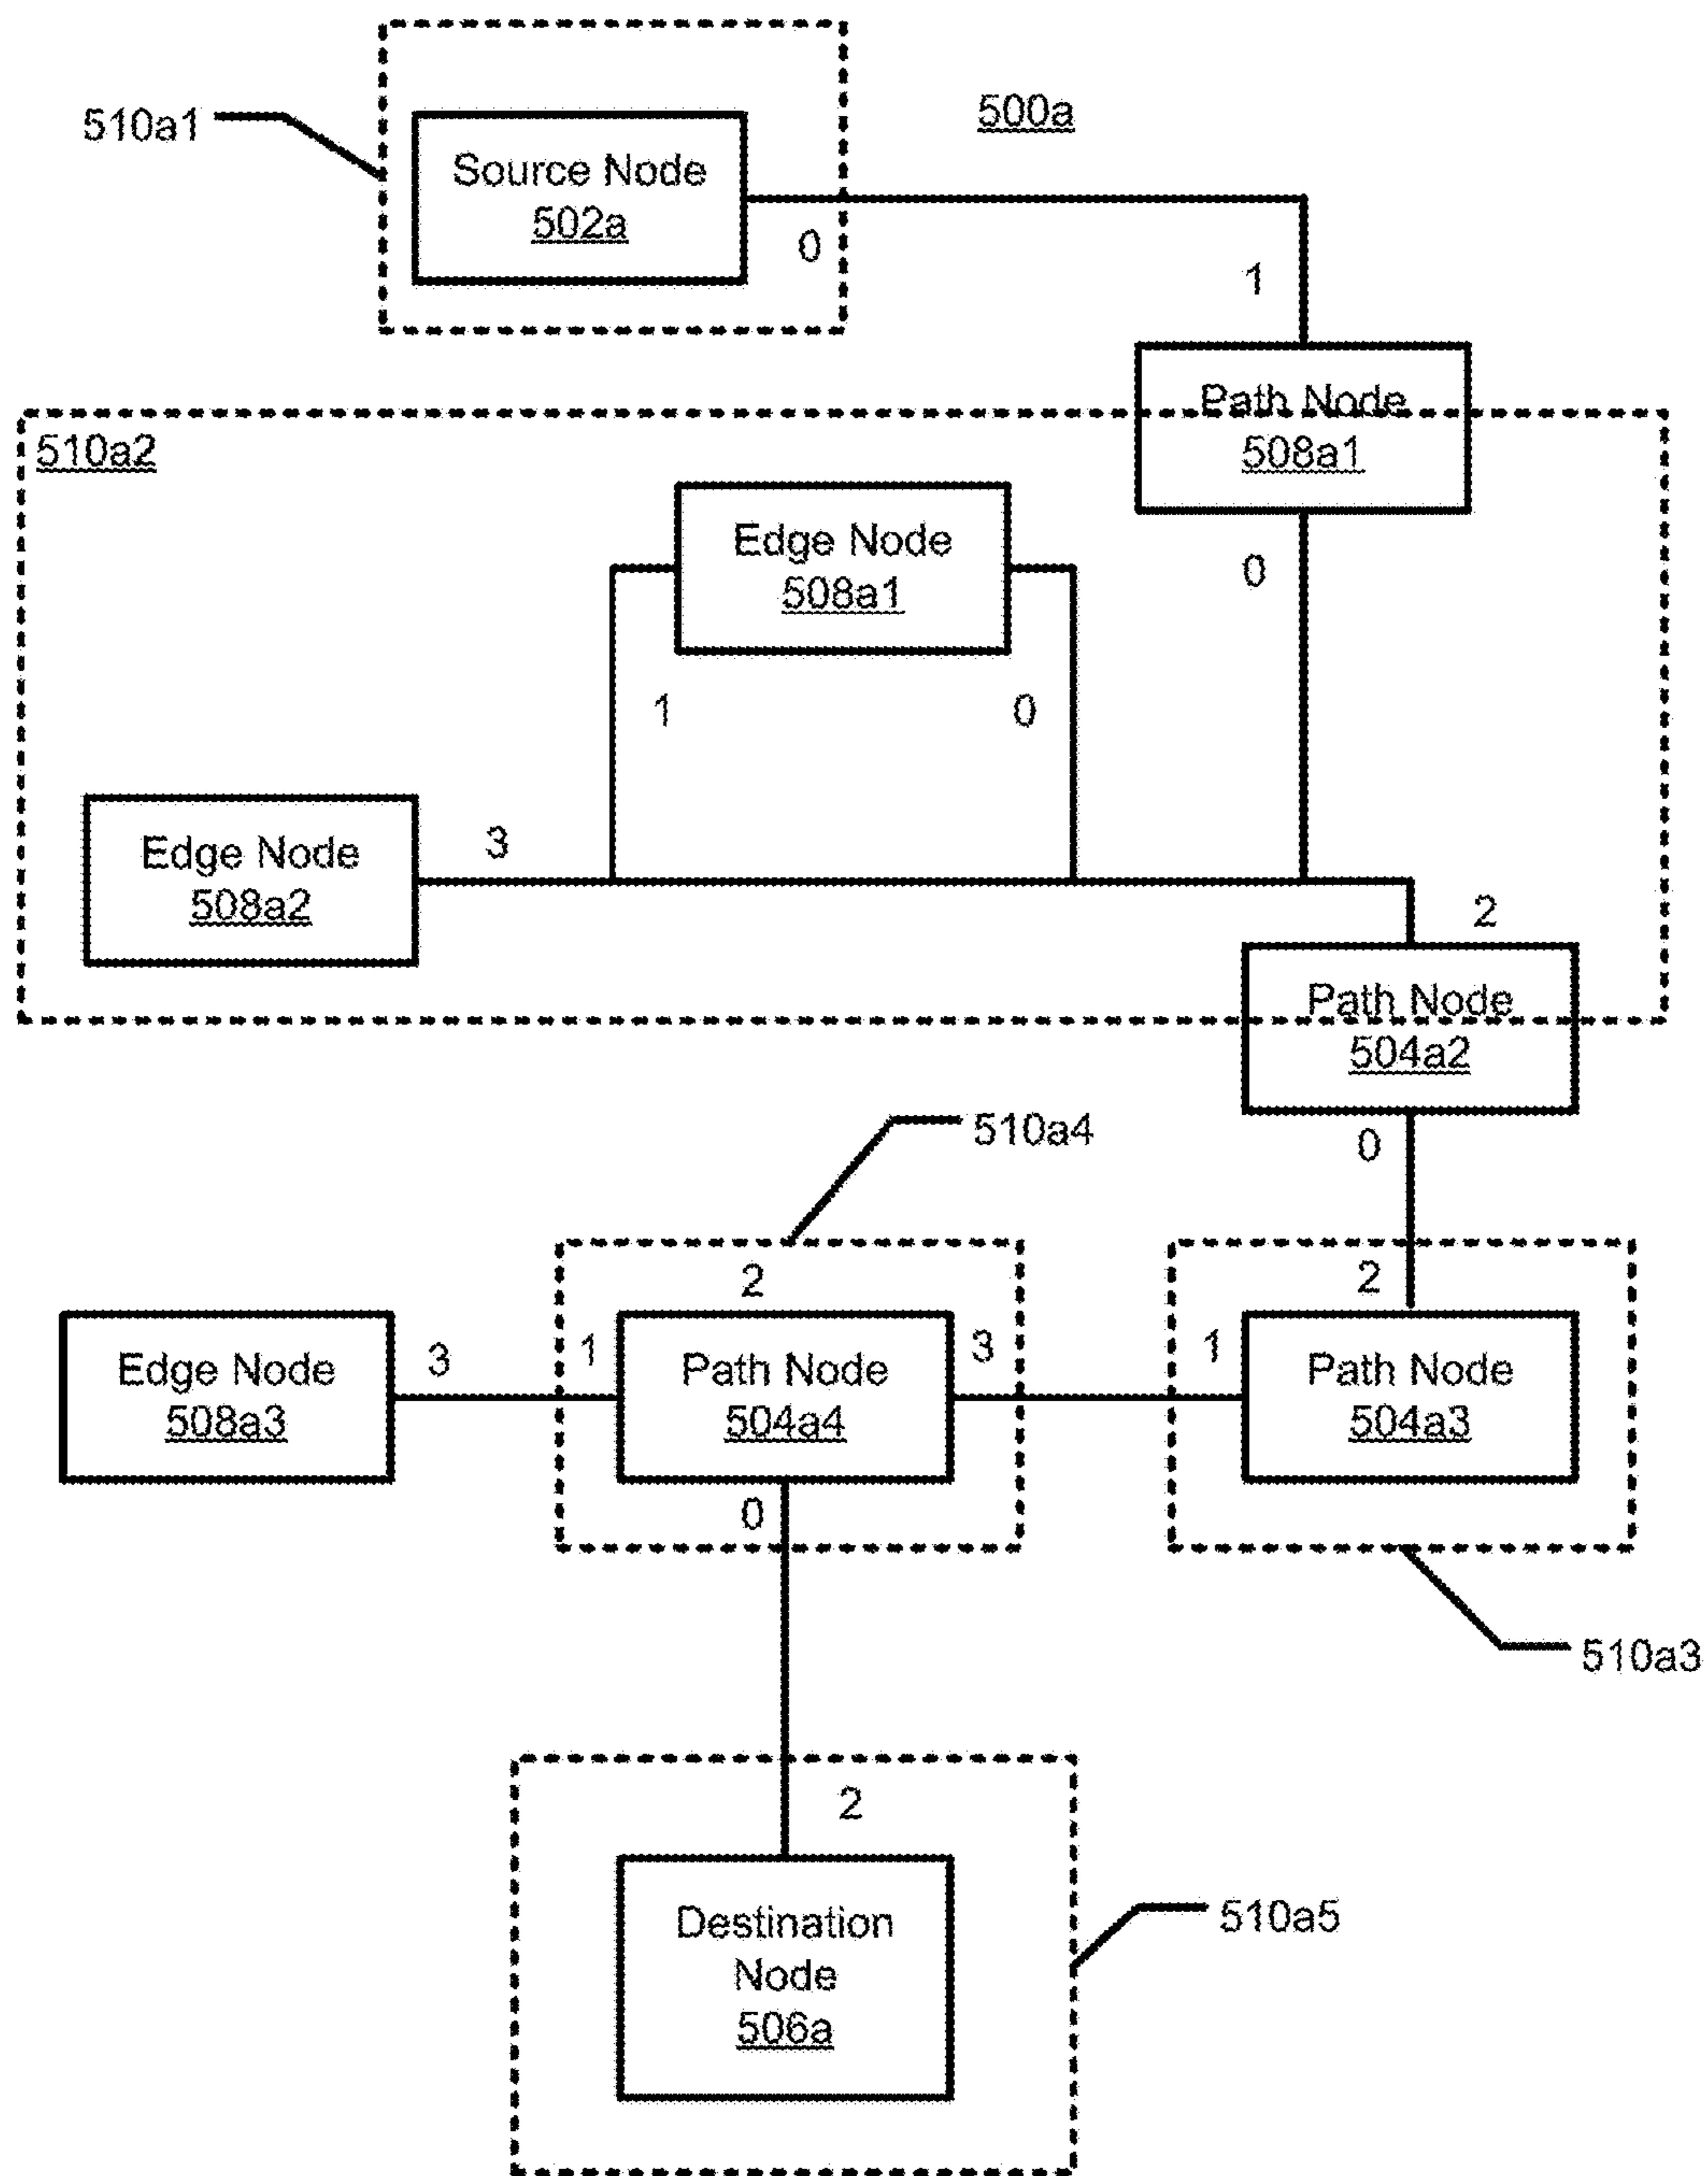 510a1
500a
Source Node
502a
0
1
Path Node
508a1
510a2
Edge Node
508a1
0
1
0
Edge Node
508a2
3
2
Path Node
504a2
0
510a4
2
2
Edge Node
508a3
3
1
Path Node
504a4
3
1
Path Node
504a3
0
510a3
2
Destination
Node
506a
510a5